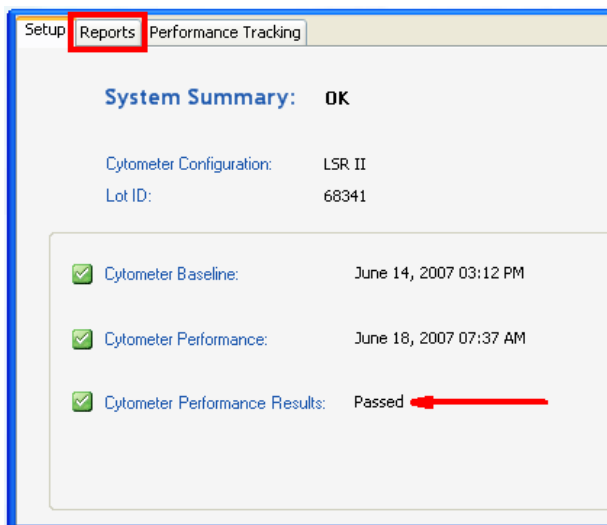 Setup Reports Performance Tracking
System Summary: OK
Cytometer Configuration: LSR II
Lot ID: 68341
Cytometer Baseline: June 14, 2007 03:12 PM
Cytometer Performance: June 18, 2007 07:37 AM
Cytometer Performance Results: Passed